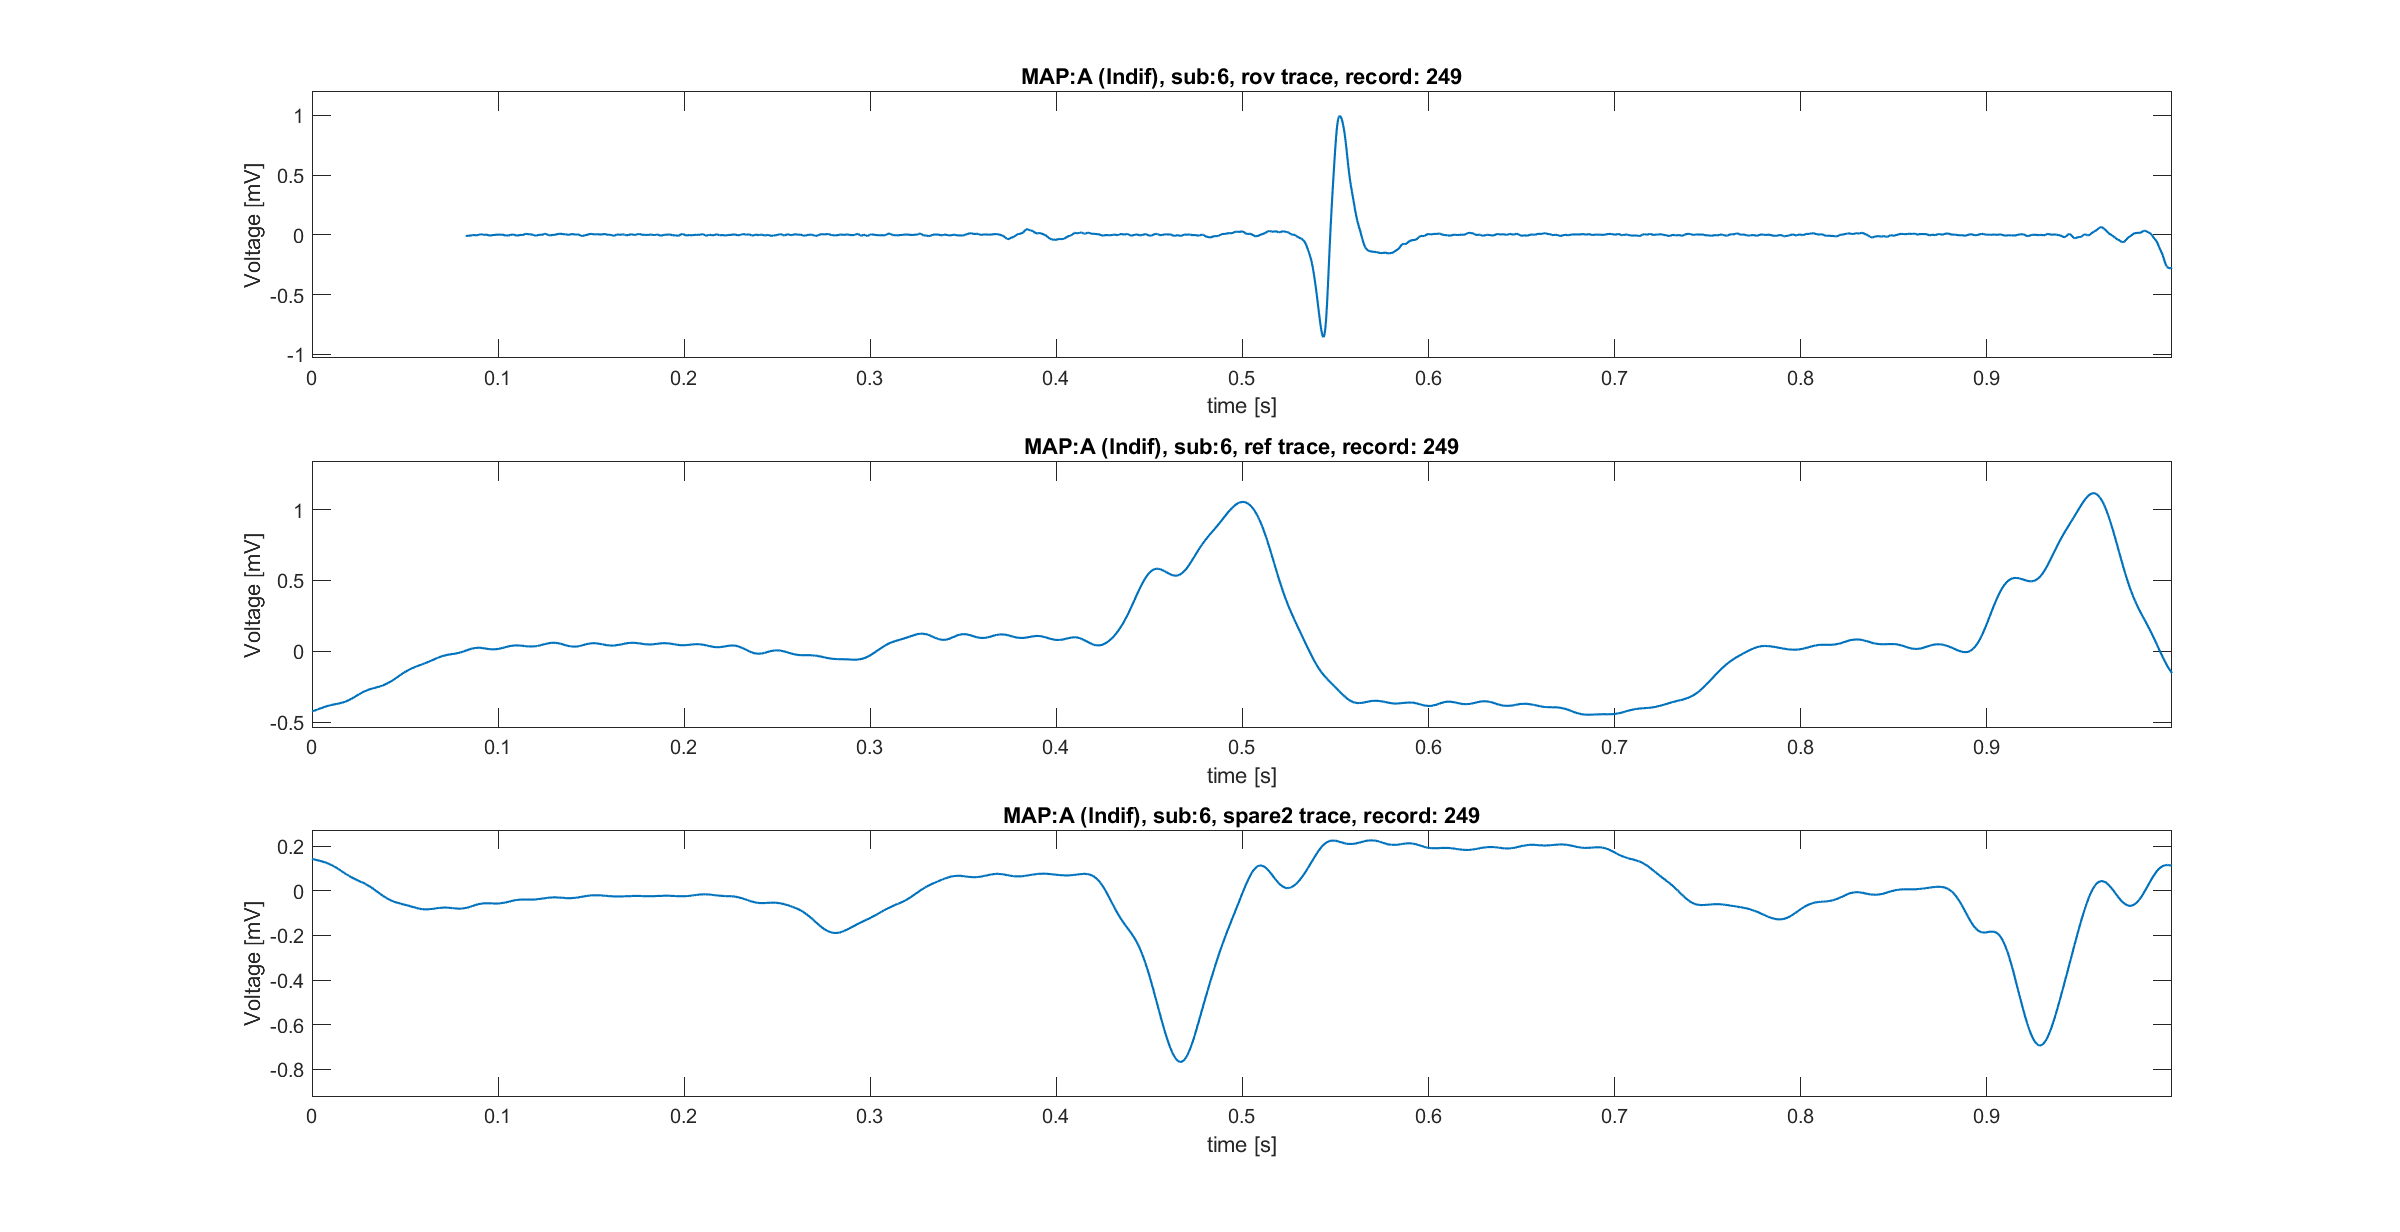 MAP:A (Indif), sub:6, rov trace, record: 249
Voltage [mV]
1
0.5
0
-0.5
-1
0 0.1 0.2 0.3 0.4 0.5 0.6 0.7 0.8 0.9
time [s]
MAP:A (Indif), sub:6, ref trace, record: 249
Voltage [mV]
1
0.5
0
-0.5
0 0.1 0.2 0.3 0.4 0.5 0.6 0.7 0.8 0.9
time [s]
MAP:A (Indif), sub:6, spare2 trace, record: 249
Voltage [mV]
0.2
0
-0.2
-0.4
-0.6
-0.8
0 0.1 0.2 0.3 0.4 0.5 0.6 0.7 0.8 0.9
time [s]